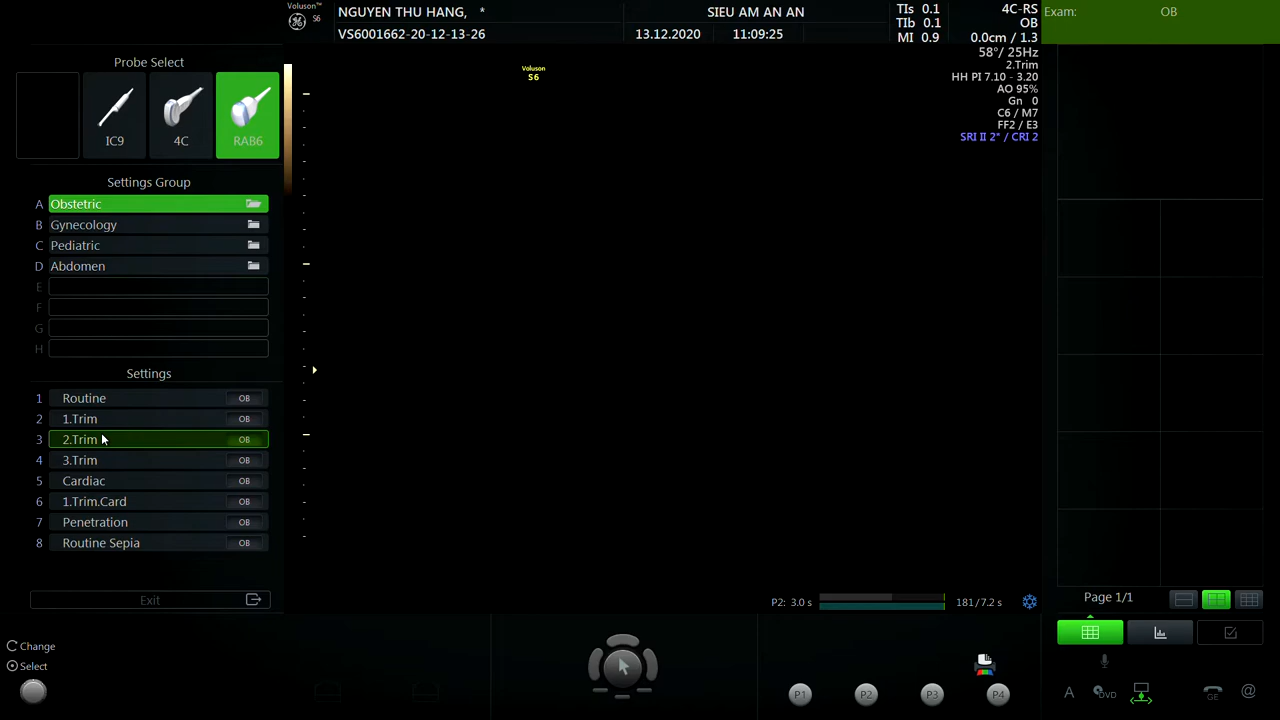 Voluson™
S6
NGUYEN THU HANG, *
SIEU AM AN AN
VS6001662-20-12-13-26
13.12.2020
11:09:25
TIs 0.1
TIb 0.1
MI 0.9
4C-RS
OB
0.0cm / 1.3
Exam: OB
58°/ 25Hz
2.Trim
HH PI 7.10 - 3.20
AO 95%
Gn 0
C6 / M7
FF2 / E3
SRI II 2* / CRI 2
Voluson
S6
Probe Select
IC9
4C
RAB6
Settings Group
A Obstetric
B Gynecology
C Pediatric
D Abdomen
E
F
G
H
Settings
1 Routine OB
2 1.Trim OB
3 2.Trim OB
4 3.Trim OB
5 Cardiac OB
6 1.Trim.Card OB
7 Penetration OB
8 Routine Sepia OB
Exit
P2: 3.0 s
181/7.2 s
Page 1/1
Change
Select
P1
P2
P3
P4
A
DVD
GE
@